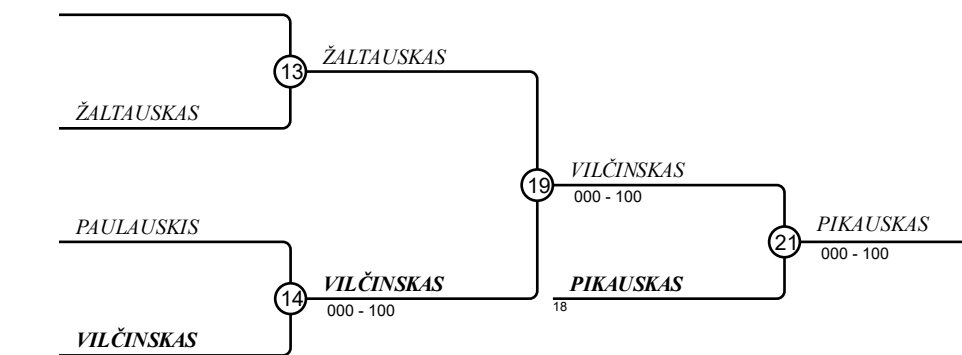 ŽALTAUSKAS
13
ŽALTAUSKAS
VILČINSKAS
19
000 - 100
PAULAUSKIS
PIKAUSKAS
21
000 - 100
14
VILČINSKAS
000 - 100
PIKAUSKAS
18
VILČINSKAS